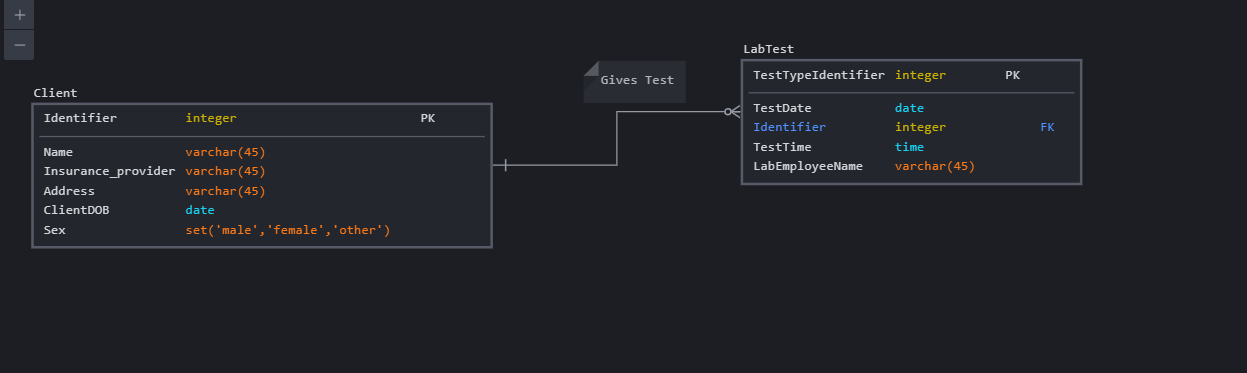 Client
Identifier integer PK
Name varchar(45)
Insurance_provider varchar(45)
Address varchar(45)
ClientDOB date
Sex set('male','female','other')
Gives Test
LabTest
TestTypeIdentifier integer PK
TestDate date
Identifier integer FK
TestTime time
LabEmployeeName varchar(45)